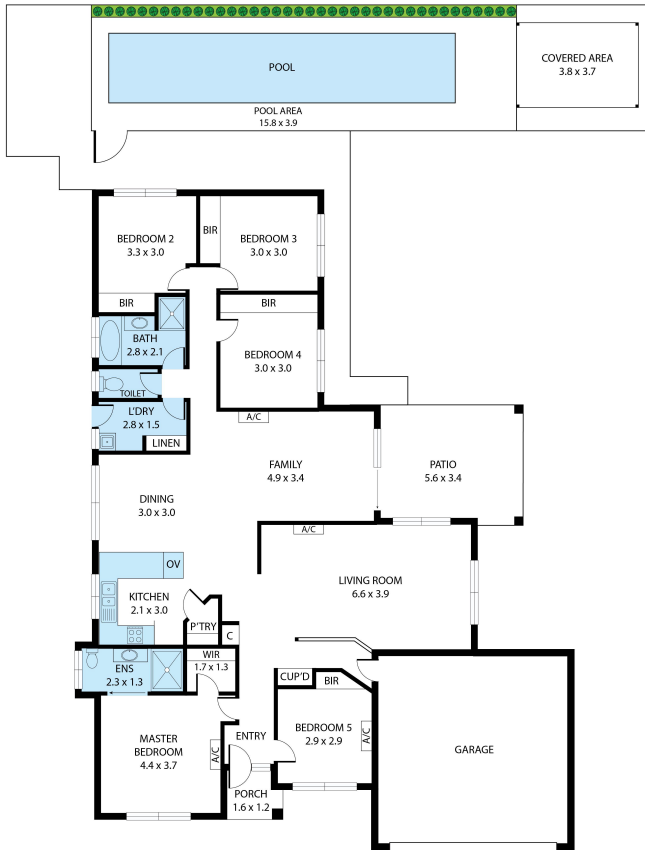 POOL
COVERED AREA
3.8 x 3.7
POOL AREA
15.8 x 3.9
BEDROOM 2
3.3 x 3.0
BIR
BEDROOM 3
3.0 x 3.0
BIR
BIR
BATH
2.8 x 2.1
BEDROOM 4
3.0 x 3.0
TOILET
L'DRY
2.8 x 1.5
LINEN
A/C
FAMILY
4.9 x 3.4
PATIO
5.6 x 3.4
DINING
3.0 x 3.0
A/C
OV
LIVING ROOM
6.6 x 3.9
KITCHEN
2.1 x 3.0
P'TRY
C
WIR
1.7 x 1.3
ENS
2.3 x 1.3
CUP'D
BIR
MASTER
BEDROOM
4.4 x 3.7
A/C
ENTRY
BEDROOM 5
2.9 x 2.9
A/C
GARAGE
PORCH
1.6 x 1.2